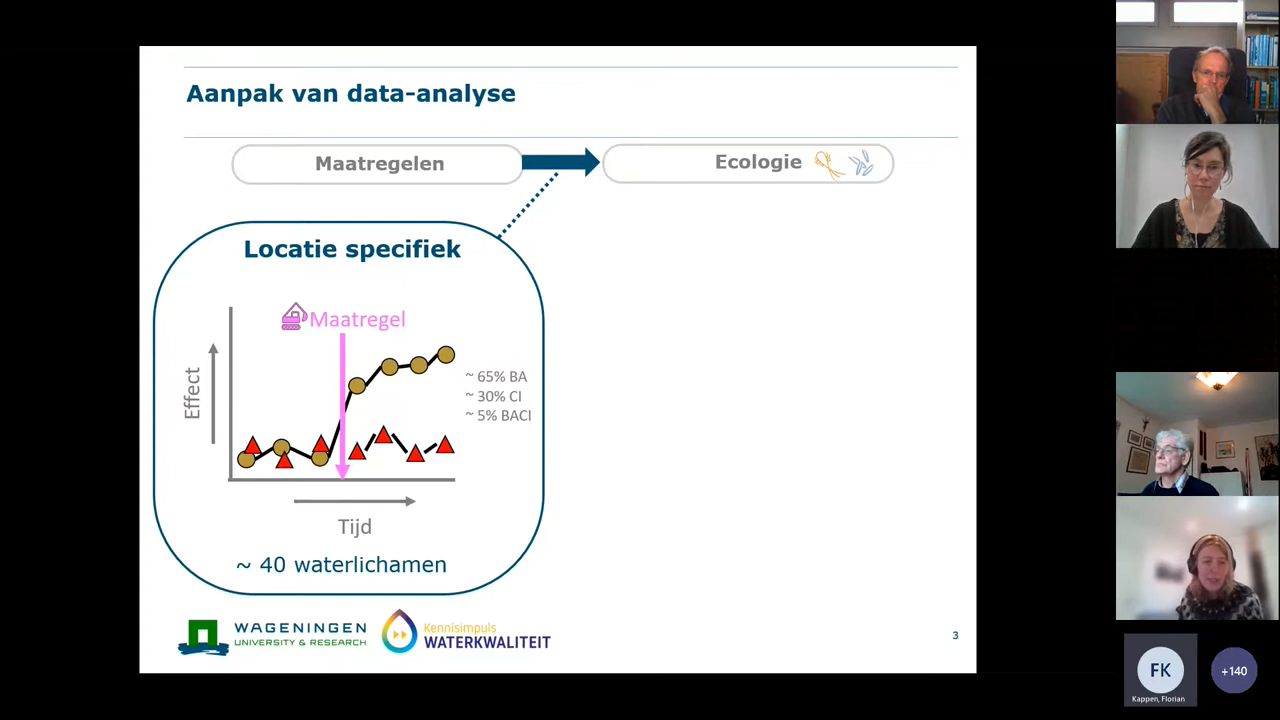 Aanpak van data-analyse
Maatregelen
Ecologie
Locatie specifiek
Maatregel
Effect
~ 65% BA
~ 30% CI
~ 5% BACI
Tijd
~ 40 waterlichamen
WAGENINGEN
UNIVERSITY & RESEARCH
Kennisimpuls
WATERKWALITEIT
3
FK
Kappen, Florian
+140